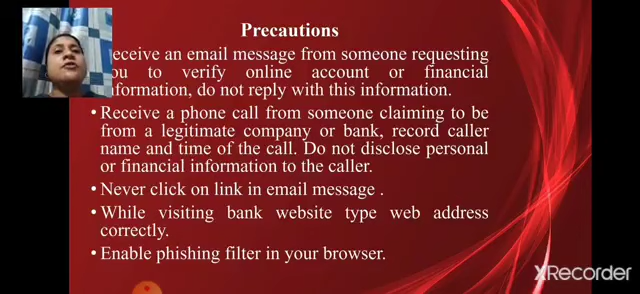 Precautions
eceive an email message from someone requesting
ou to verify online account or financial
nformation, do not reply with this information.
• Receive a phone call from someone claiming to be
from a legitimate company or bank, record caller
name and time of the call. Do not disclose personal
or financial information to the caller.
• Never click on link in email message .
• While visiting bank website type web address
correctly.
• Enable phishing filter in your browser.
XRecorder